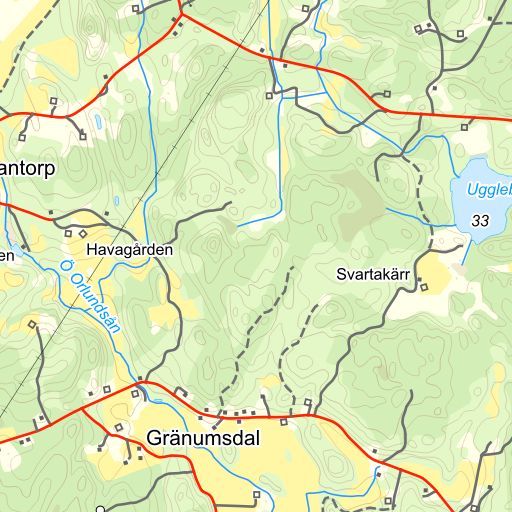 antorp
Uggleb
33
Havagården
en
Svartakärr
Ö Orlundsån
Gränumsdal